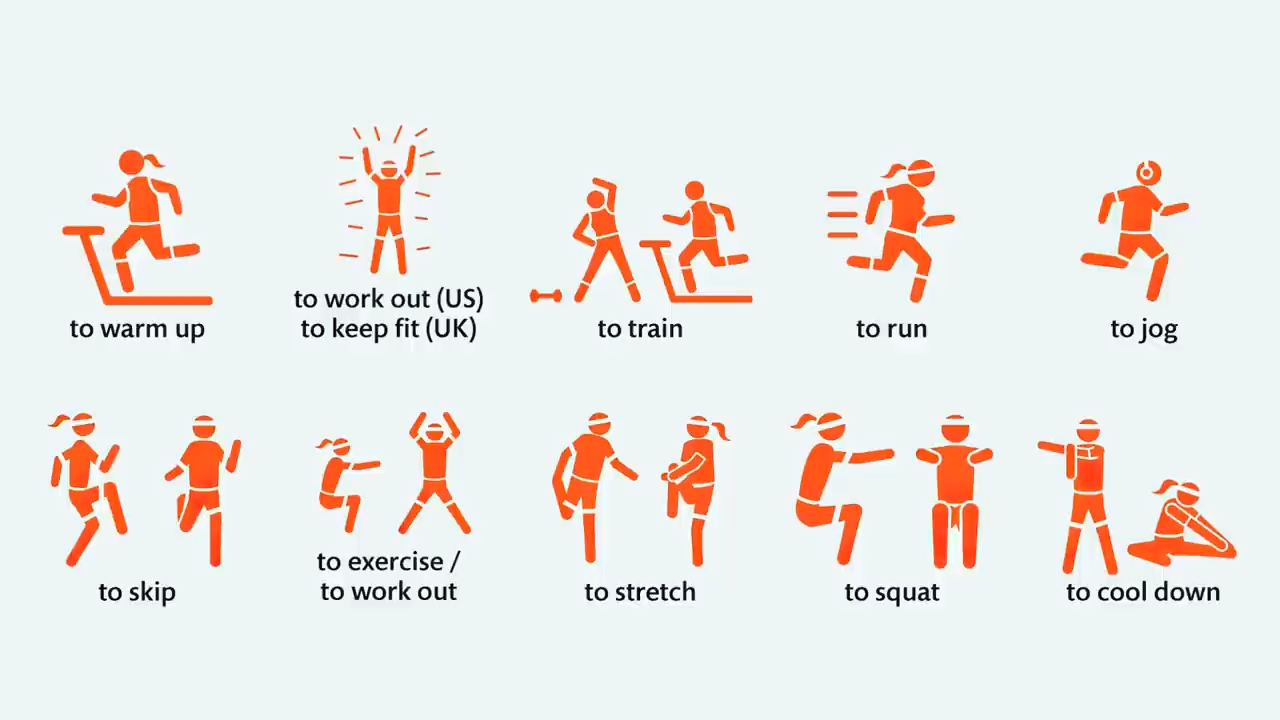 to warm up
to work out (US)
to keep fit (UK)
to train
to run
to jog
to skip
to exercise /
to work out
to stretch
to squat
to cool down